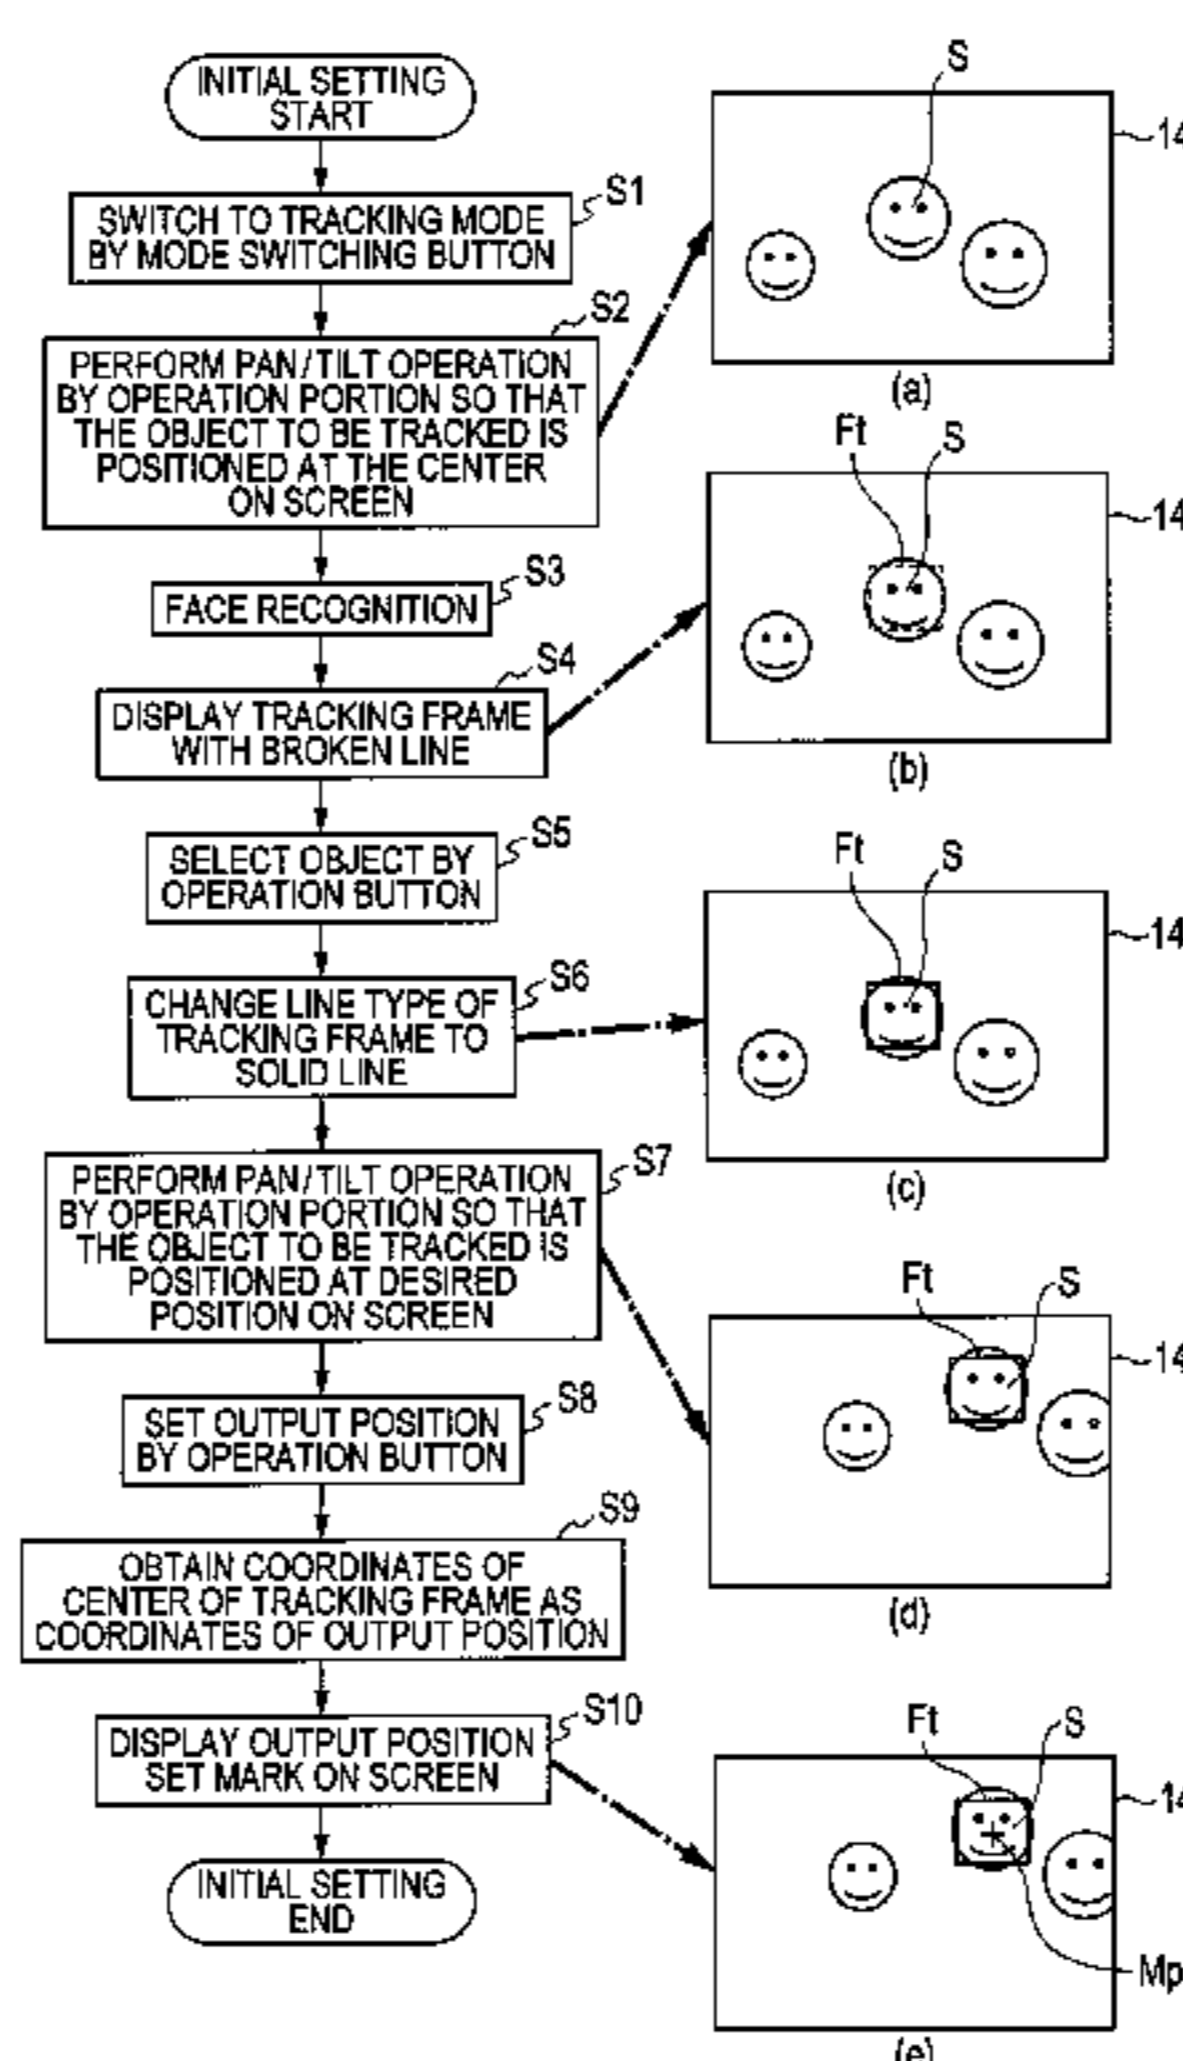 INITIAL SETTING
START
S1
SWITCH TO TRACKING MODE
BY MODE SWITCHING BUTTON
S2
PERFORM PAN/TILT OPERATION
BY OPERATION PORTION SO THAT
THE OBJECT TO BE TRACKED IS
POSITIONED AT THE CENTER
ON SCREEN
S3
FACE RECOGNITION
S4
DISPLAY TRACKING FRAME
WITH BROKEN LINE
S5
SELECT OBJECT BY
OPERATION BUTTON
S6
CHANGE LINE TYPE OF
TRACKING FRAME TO
SOLID LINE
S7
PERFORM PAN/TILT OPERATION
BY OPERATION PORTION SO THAT
THE OBJECT TO BE TRACKED IS
POSITIONED AT DESIRED
POSITION ON SCREEN
S8
SET OUTPUT POSITION
BY OPERATION BUTTON
S9
OBTAIN COORDINATES OF
CENTER OF TRACKING FRAME AS
COORDINATES OF OUTPUT POSITION
S10
DISPLAY OUTPUT POSITION
SET MARK ON SCREEN
INITIAL SETTING
END
S
14
(a)
Ft
S
14
(b)
Ft
S
14
(c)
Ft
S
14
(d)
Ft
S
14
Mp
(e)